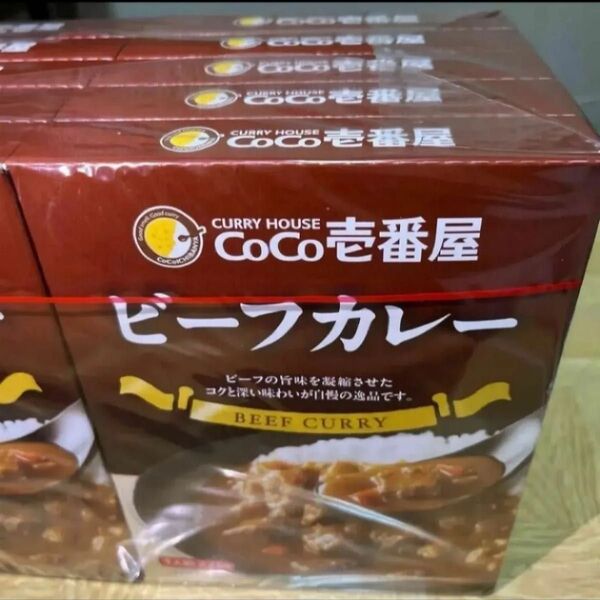 CURRY HOUSE
CoCo壱番屋
CURRY HOUSE
CoCo壱番屋
CoCo壱番屋
CoCo壱番屋
CURRY HOUSE
CoCo壱番屋
Good smell, Good curry
CoCoICHIBANYA
CURRY HOUSE
CoCo壱番屋
ビーフカレー
ビーフの旨味を凝縮させた
コクと深い味わいが自慢の逸品です。
BEEF CURRY